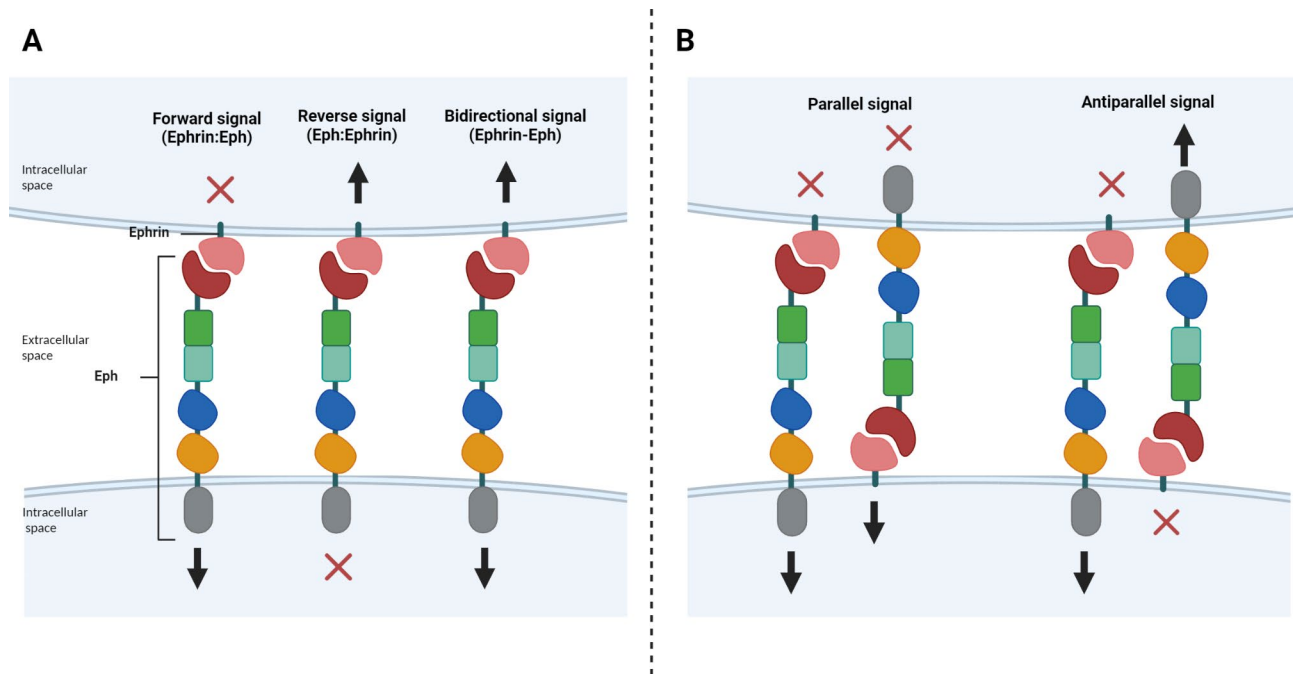 A
Forward signal
(Ephrin:Eph)
Reverse signal
(Eph:Ephrin)
Bidirectional signal
(Ephrin-Eph)
Intracellular
space
Ephrin
Extracellular
space
Eph
Intracellular
space
B
Parallel signal
Antiparallel signal